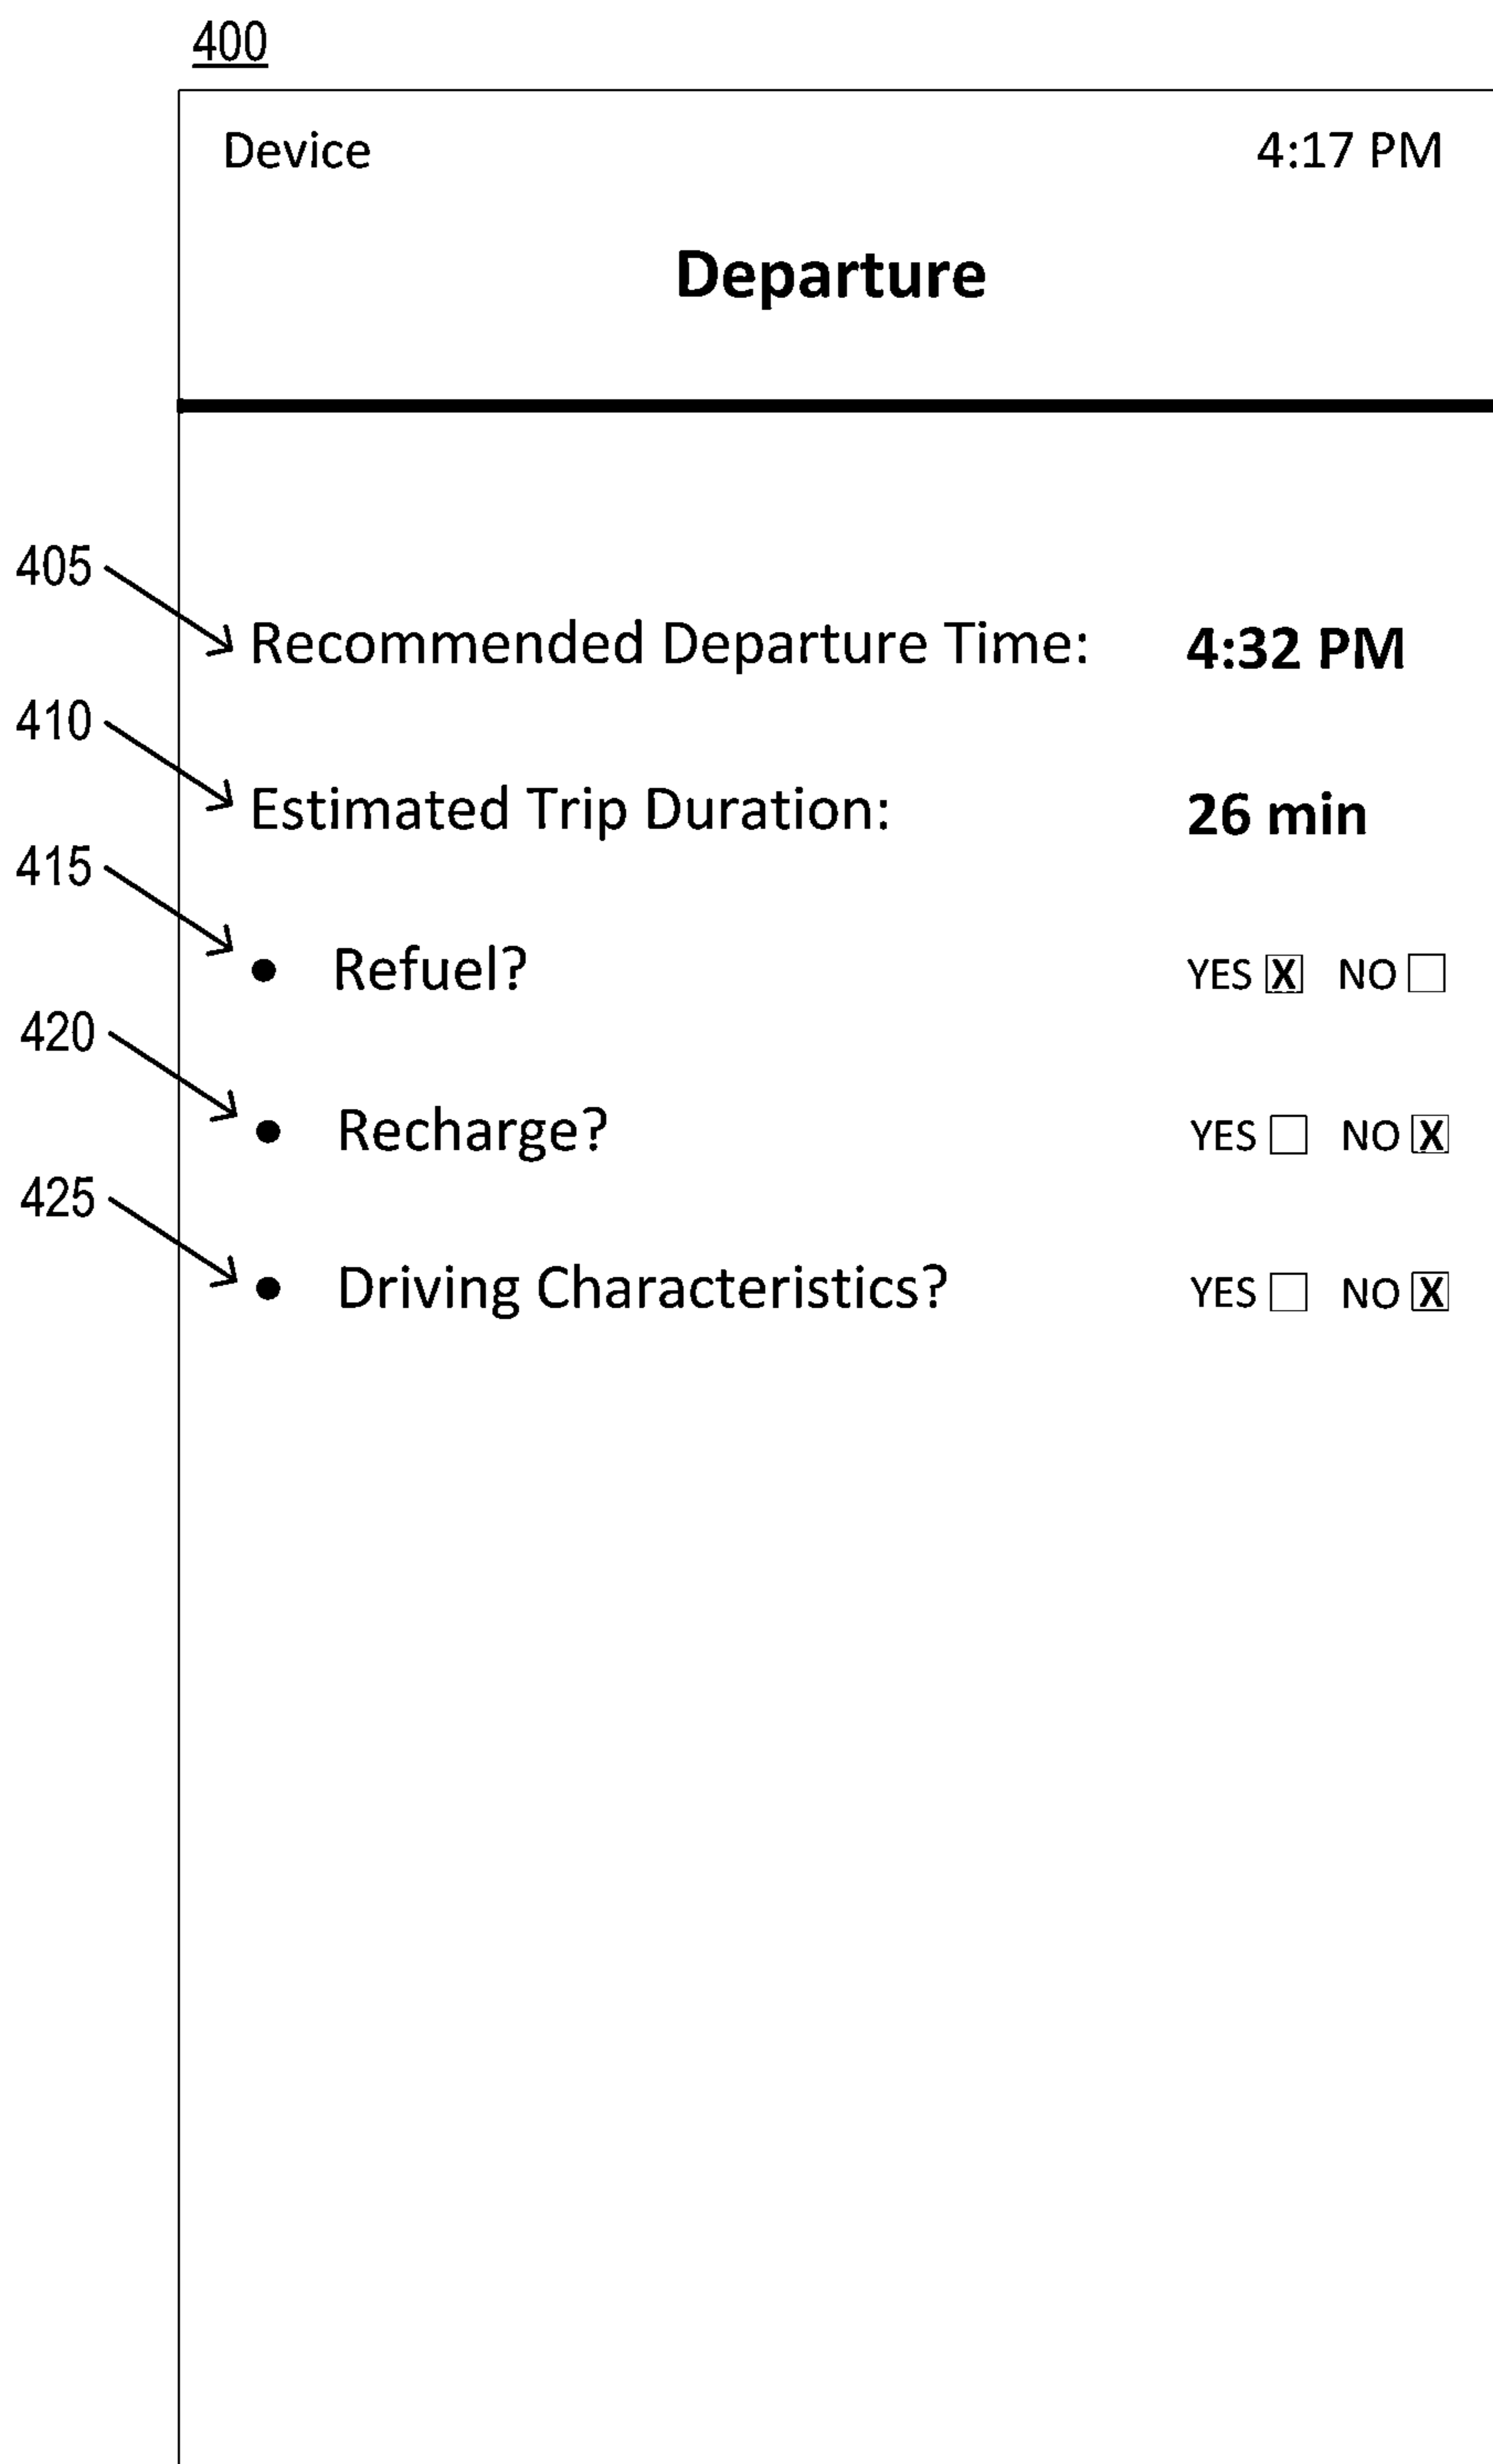 400
Device 4:17 PM
Departure
405
Recommended Departure Time: 4:32 PM
410
Estimated Trip Duration: 26 min
415
• Refuel? YES X NO
420
• Recharge? YES NO X
425
• Driving Characteristics? YES NO X